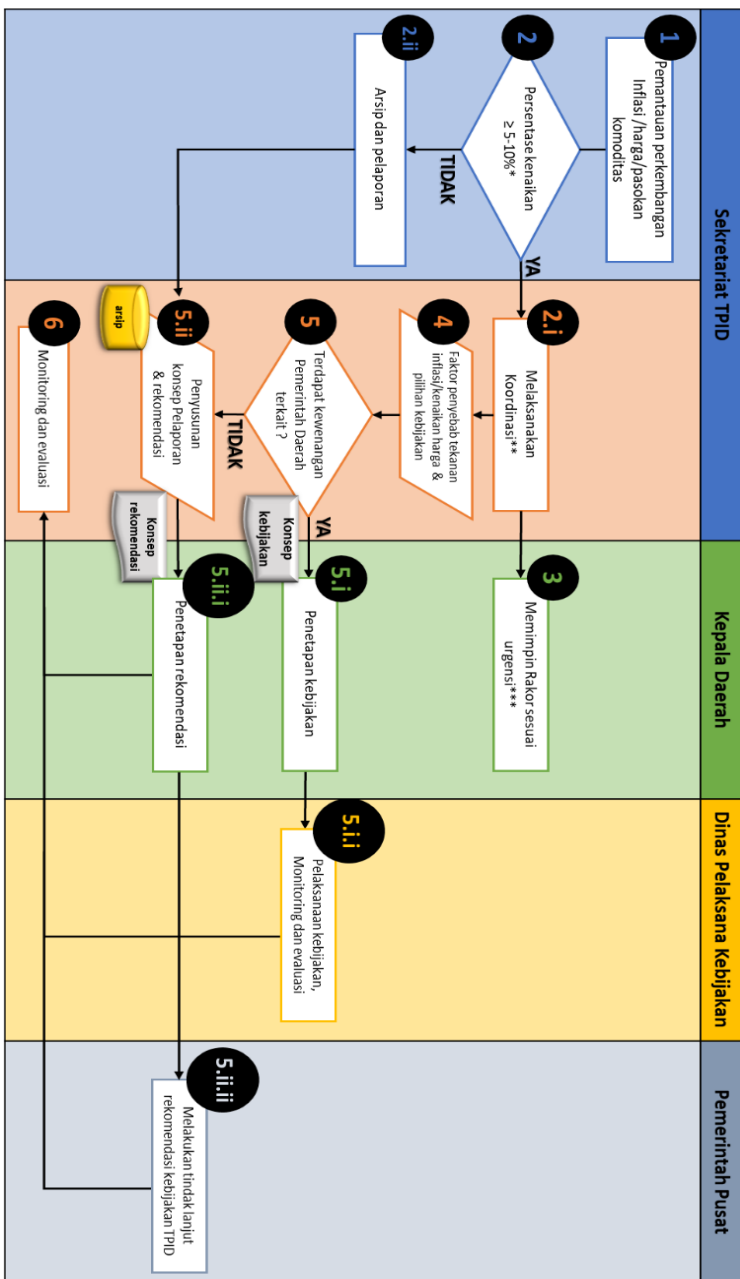 Sekretariat TPID
Kepala Daerah
Dinas Pelaksana Kebijakan
Pemerintah Pusat
1
Pemantauan perkembangan
Inflasi /harga/pasokan
komoditas
2
Persentase kenaikan
≥ 5-10%*
YA
TIDAK
2.ii
Arsip dan pelaporan
2.i
Melaksanakan
Koordinasi**
3
Memimpin Rakor sesuai
urgensi***
4
Faktor penyebab tekanan
inflasi/kenaikan harga &
pilihan kebijakan
5
Terdapat kewenangan
Pemerintah Daerah
terkait ?
YA
TIDAK
Konsep
kebijakan
5.i
Penetapan kebijakan
5.i.i
Pelaksanaan kebijakan,
Monitoring dan evaluasi
5.ii
Penyusunan
konsep Pelaporan
& rekomendasi
arsip
Konsep
rekomendasi
5.ii.i
Penetapan rekomendasi
5.ii.ii
Melakukan tindak lanjut
rekomendasi kebijakan TPID
6
Monitoring dan evaluasi